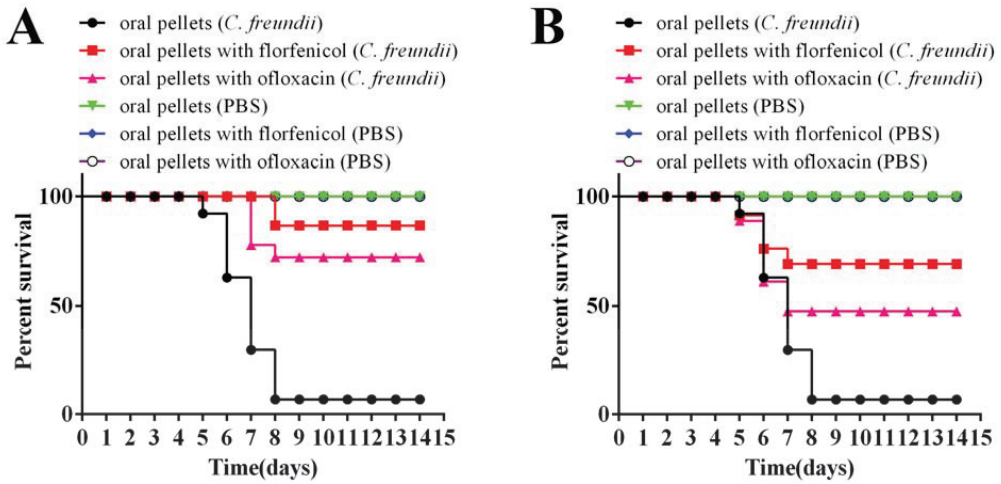 A
oral pellets (C. freundii)
oral pellets with florfenicol (C. freundii)
oral pellets with ofloxacin (C. freundii)
oral pellets (PBS)
oral pellets with florfenicol (PBS)
oral pellets with ofloxacin (PBS)
Percent survival
100
50
0
0 1 2 3 4 5 6 7 8 9 10 11 12 13 14 15
Time(days)
B
oral pellets (C. freundii)
oral pellets with florfenicol (C. freundii)
oral pellets with ofloxacin (C. freundii)
oral pellets (PBS)
oral pellets with florfenicol (PBS)
oral pellets with ofloxacin (PBS)
Percent survival
100
50
0
0 1 2 3 4 5 6 7 8 9 10 11 12 13 14 15
Time(days)